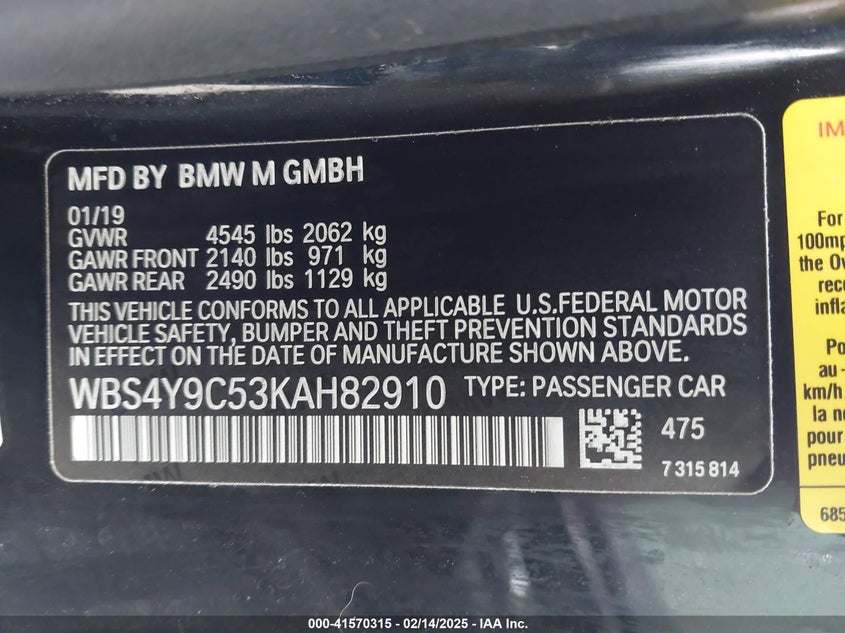 MFD BY BMW M GMBH
01/19
GVWR 4545 lbs 2062 kg
GAWR FRONT 2140 lbs 971 kg
GAWR REAR 2490 lbs 1129 kg
THIS VEHICLE CONFORMS TO ALL APPLICABLE U.S.FEDERAL MOTOR
VEHICLE SAFETY, BUMPER AND THEFT PREVENTION STANDARDS
IN EFFECT ON THE DATE OF MANUFACTURE SHOWN ABOVE.
WBS4Y9C53KAH82910 TYPE: PASSENGER CAR
475
7 315 814
IM
For
100mp
the Ov
rece
infla
Po
au -
km/h
la no
pour
pneu
685
000-41570315 - 02/14/2025 - IAA Inc.